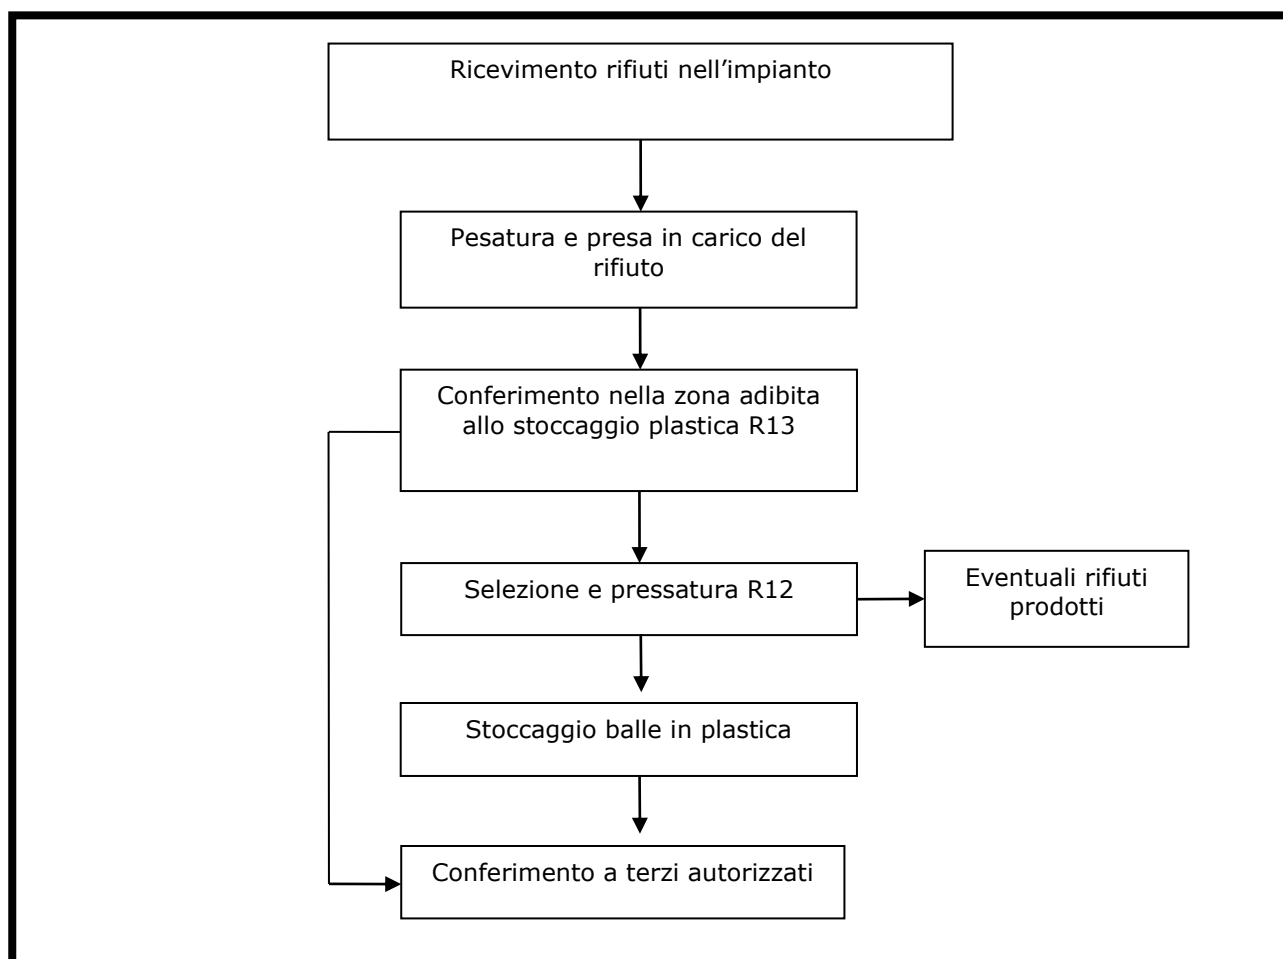 Ricevimento rifiuti nell’impianto
Pesatura e presa in carico del
rifiuto
Conferimento nella zona adibita
allo stoccaggio plastica R13
Selezione e pressatura R12
Eventuali rifiuti
prodotti
Stoccaggio balle in plastica
Conferimento a terzi autorizzati